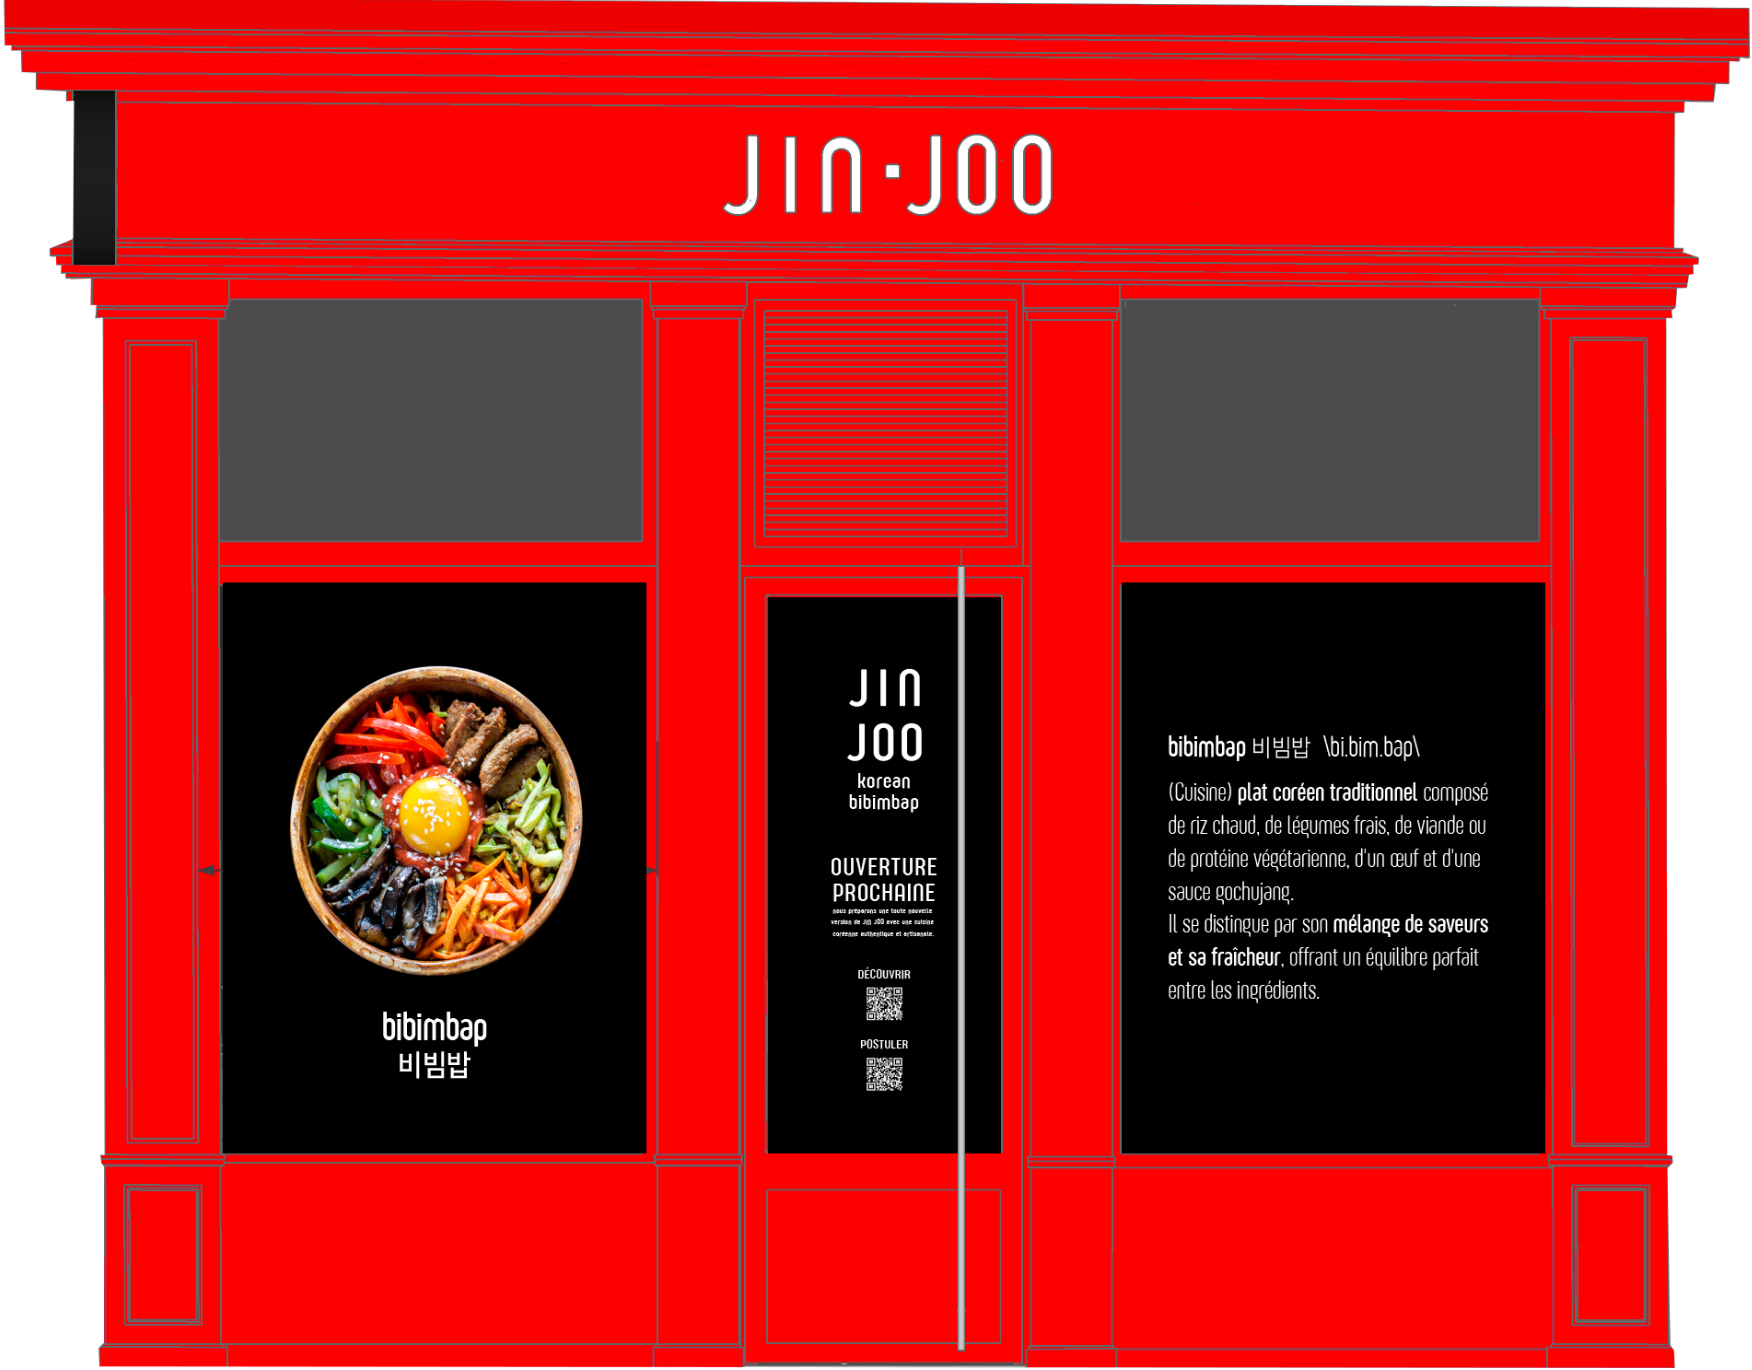 JIN·JOO
bibimbap
비빔밥
JIN
JOO
korean
bibimbap
OUVERTURE
PROCHAINE
nous préparons une toute nouvelle
version de JIN JOO avec une cuisine
coréenne authentique et artisanale.
DÉCOUVRIR
POSTULER
bibimbap 비빔밥 \bi.bim.bap\
(Cuisine) plat coréen traditionnel composé
de riz chaud, de légumes frais, de viande ou
de protéine végétarienne, d'un œuf et d'une
sauce gochujang.
Il se distingue par son mélange de saveurs
et sa fraîcheur, offrant un équilibre parfait
entre les ingrédients.